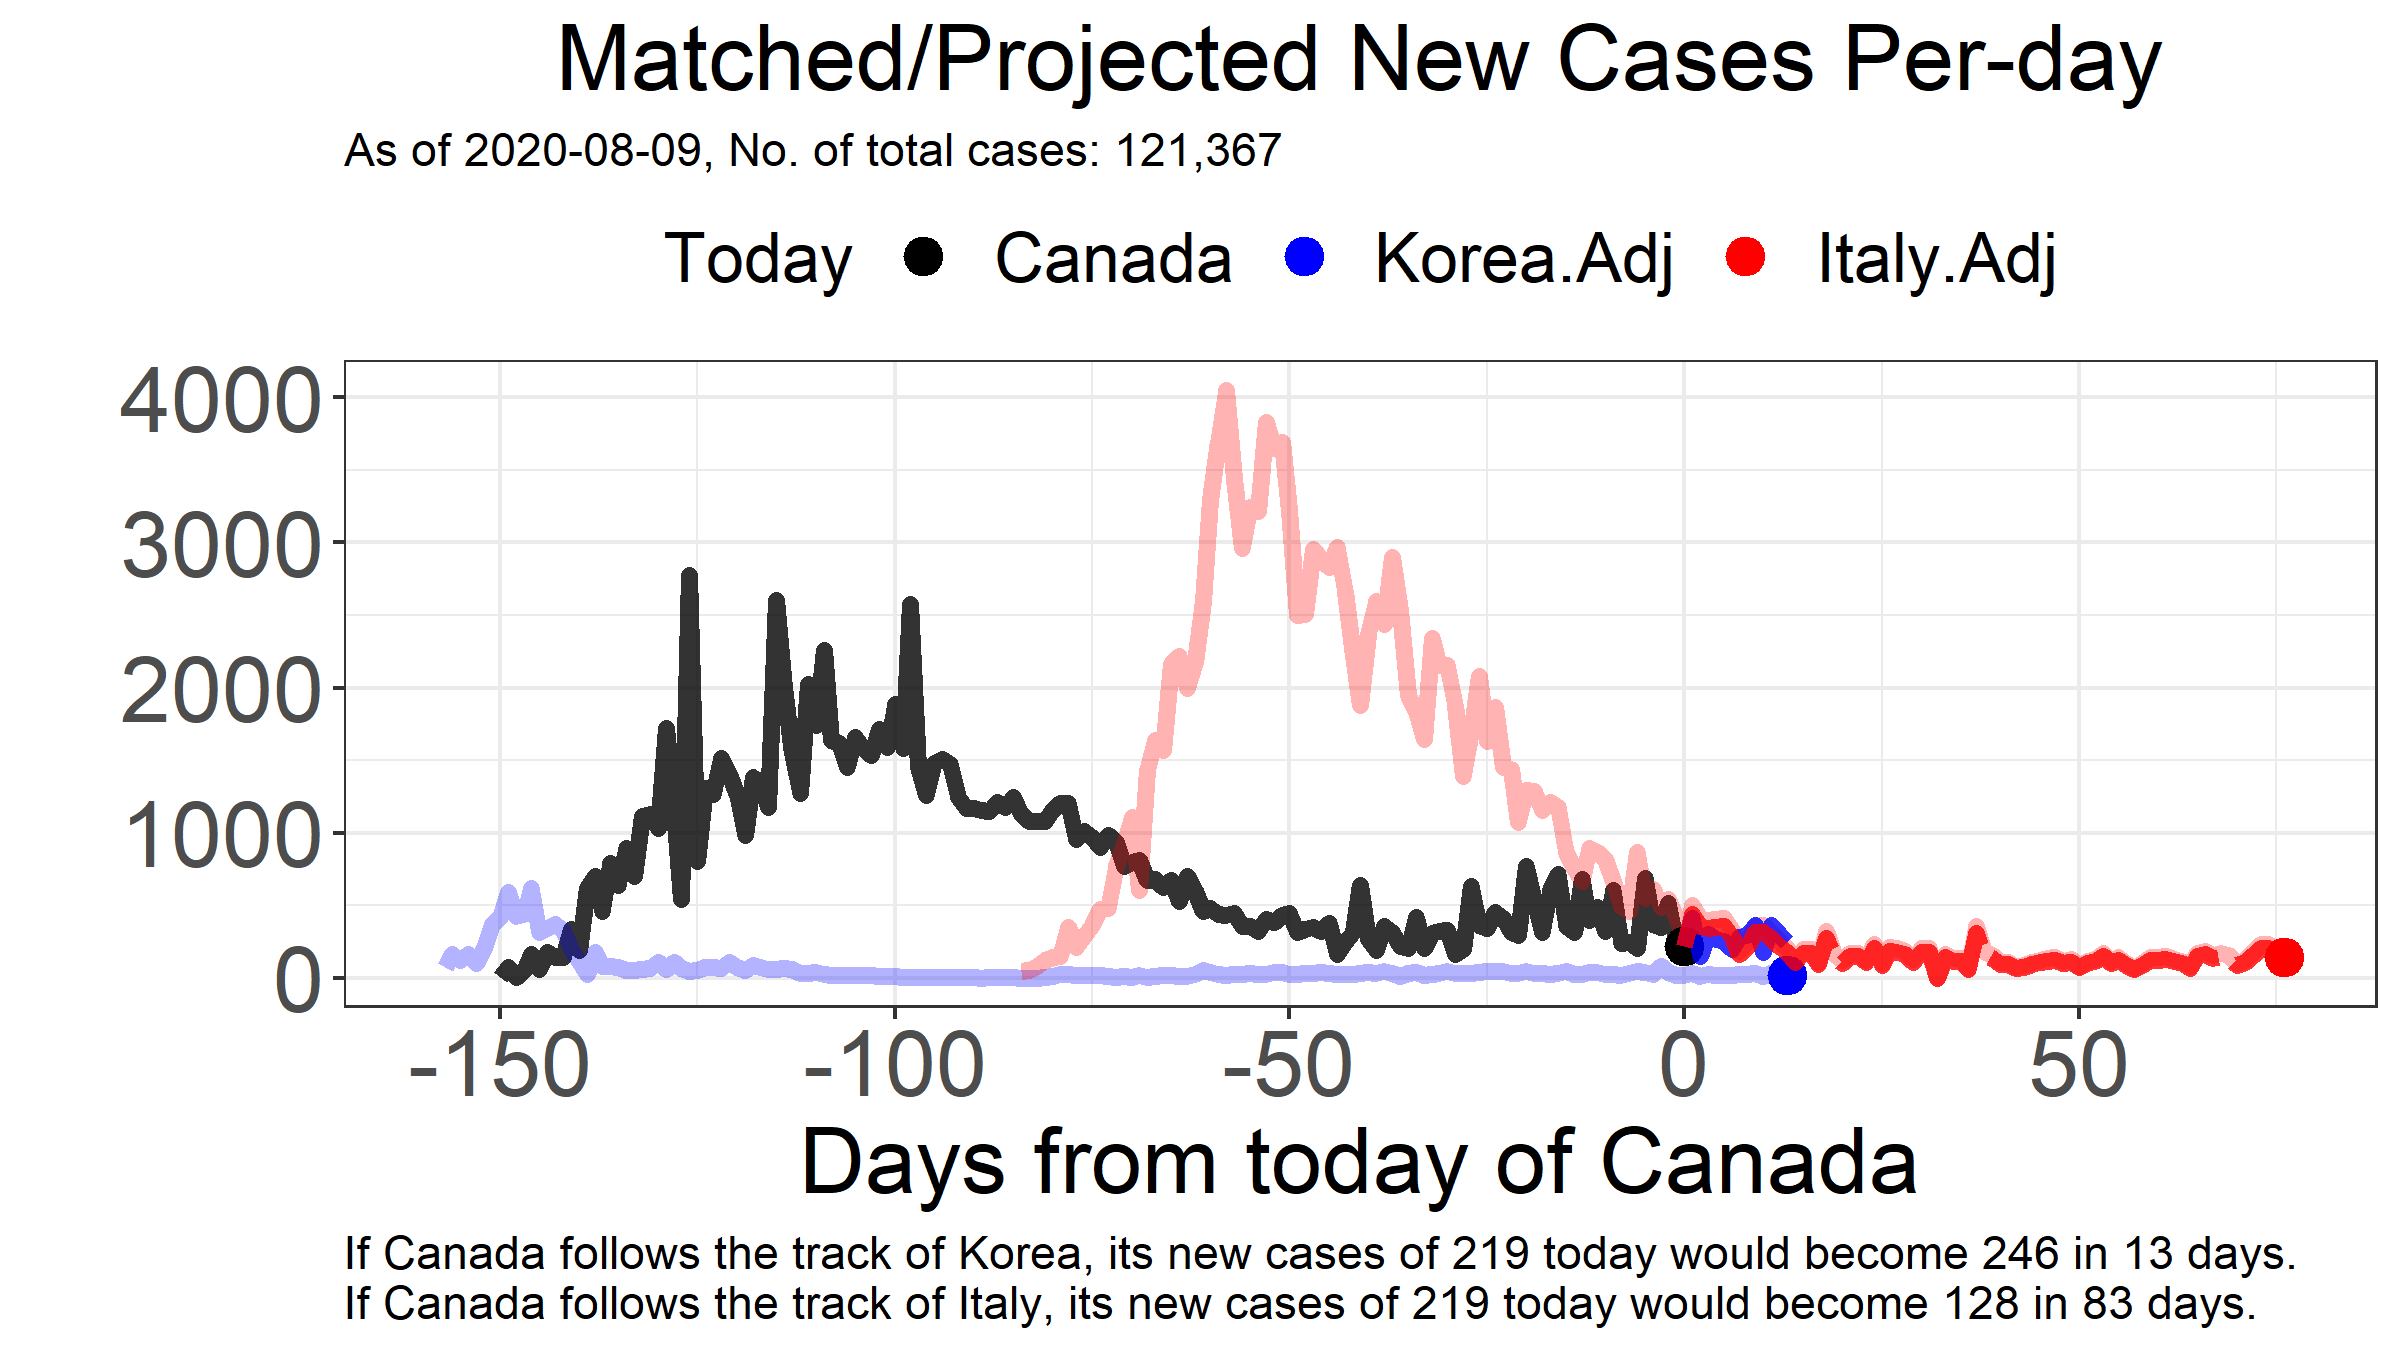 Matched/Projected New Cases Per-day
As of 2020-08-09, No. of total cases: 121,367
Today Canada Korea.Adj Italy.Adj
4000
3000
2000
1000
0
-150 -100 -50 0 50
Days from today of Canada
If Canada follows the track of Korea, its new cases of 219 today would become 246 in 13 days.
If Canada follows the track of Italy, its new cases of 219 today would become 128 in 83 days.